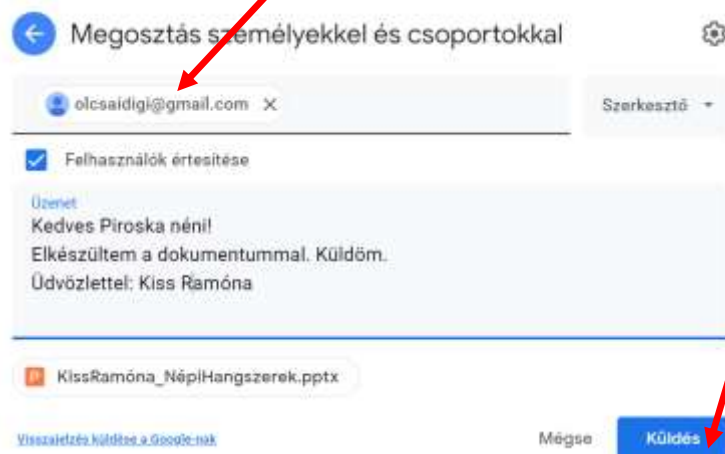 Megosztás személyekkel és csoportokkal
olcsaidigi@gmail.com ×
Szerkesztő
Felhasználók értesítése
Üzenet
Kedves Piroska néni!
Elkészültem a dokumentummal. Küldöm.
Üdvözlettel: Kiss Ramóna
KissRamóna_NépiHangszerek.pptx
Visszajelzés küldése a Google-nak
Mégse
Küldés